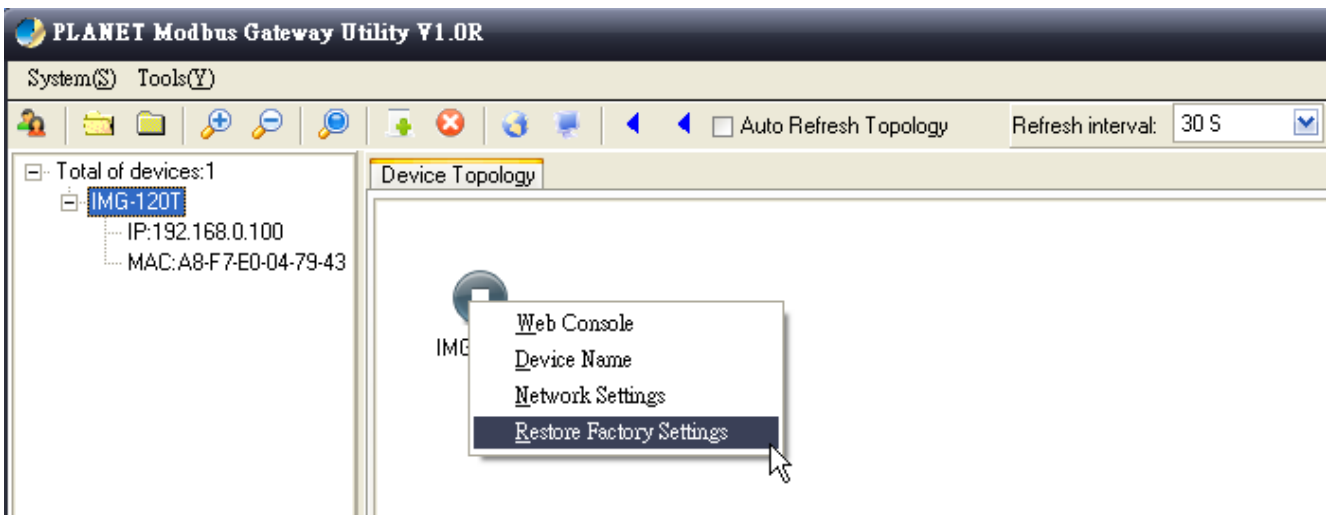 PLANET Modbus Gateway Utility V1.0R
System(S) Tools(Y)
Auto Refresh Topology Refresh interval: 30 S
Total of devices:1
IMG-120T
IP:192.168.0.100
MAC:A8-F7-E0-04-79-43
Device Topology
IMG
Web Console
Device Name
Network Settings
Restore Factory Settings